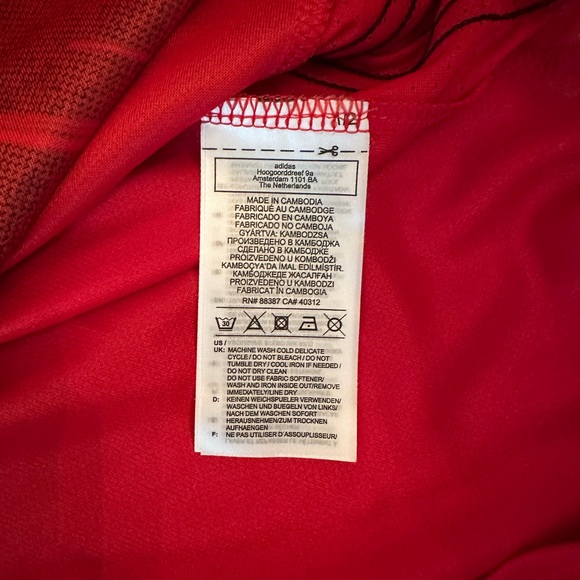 adidas
Hoogoorddreef 9a
Amsterdam 1101 BA
The Netherlands
MADE IN CAMBODIA
FABRIQUÉ AU CAMBODGE
FABRICADO EN CAMBOYA
FABRICADO NO CAMBOJA
GYÁRTVA: KAMBODZSA
ПРОИЗВЕДЕНО В КАМБОДЖА
СДЕЛАНО В КАМБОДЖЕ
PROIZVEDENO U KOMBODŽI
KAMBOÇYA'DA İMAL EDİLMİŞTİR.
КАМБОДЖЕДЕ ЖАСАЛҒАН
PROIZVEDENO U KAMBODŽI
FABRICAT ÎN CAMBOGIA
RN# 88387 CA# 40312
30
US /
UK: MACHINE WASH COLD DELICATE
CYCLE / DO NOT BLEACH / DO NOT
TUMBLE DRY / COOL IRON IF NEEDED /
DO NOT DRY CLEAN
DO NOT USE FABRIC SOFTENER/
WASH AND IRON INSIDE OUT/REMOVE
IMMEDIATELY/LINE DRY
D: KEINEN WEICHSPUELER VERWENDEN/
WASCHEN UND BUEGELN VON LINKS/
NACH DEM WASCHEN SOFORT
HERAUSNEHMEN/ZUM TROCKNEN
AUFHAENGEN
F: NE PAS UTILISER D'ASSOUPLISSEUR/